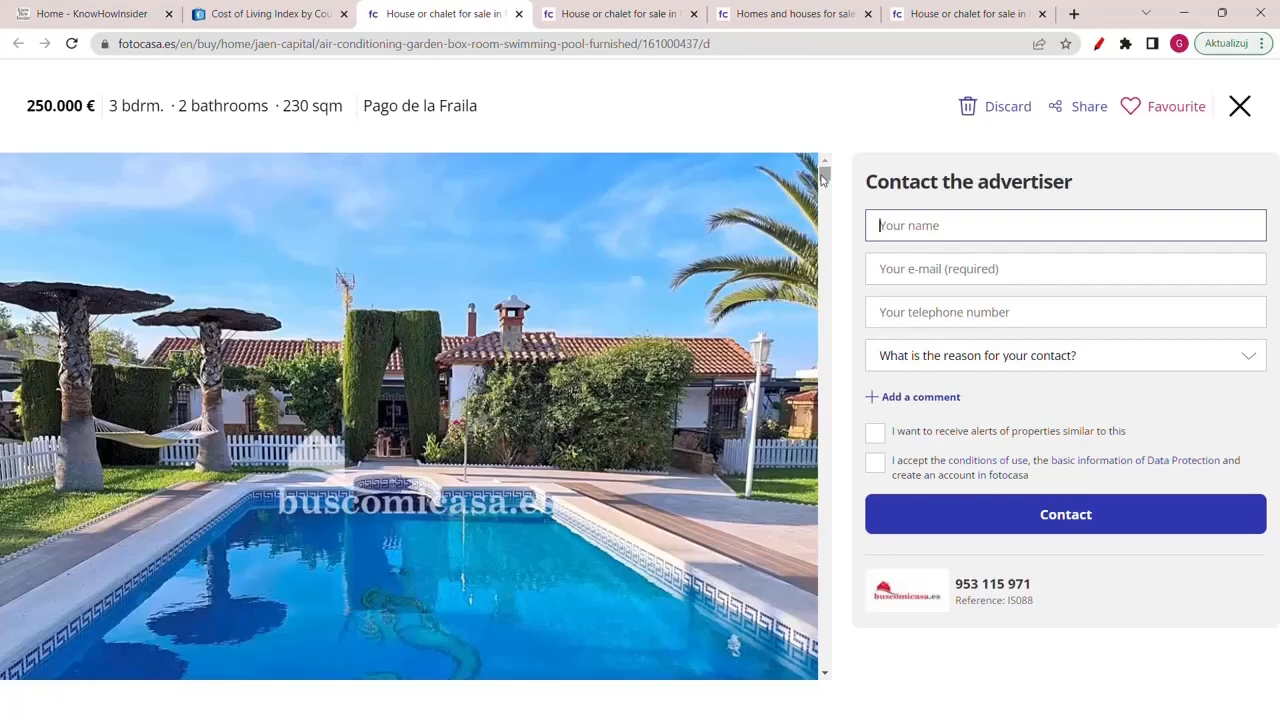 Home - KnowHowInsider
Cost of Living Index by Cou
House or chalet for sale in
House or chalet for sale in
Homes and houses for sale
House or chalet for sale in
fotocasa.es/en/buy/home/jaen-capital/air-conditioning-garden-box-room-swimming-pool-furnished/161000437/d
G
Aktualizuj
250.000 € 3 bdrm. · 2 bathrooms · 230 sqm Pago de la Fraila
Discard Share Favourite
buscomicasa.es
Contact the advertiser
Your name
Your e-mail (required)
Your telephone number
What is the reason for your contact?
Add a comment
I want to receive alerts of properties similar to this
I accept the conditions of use, the basic information of Data Protection and
create an account in fotocasa
Contact
buscomicasa.es
953 115 971
Reference: IS088